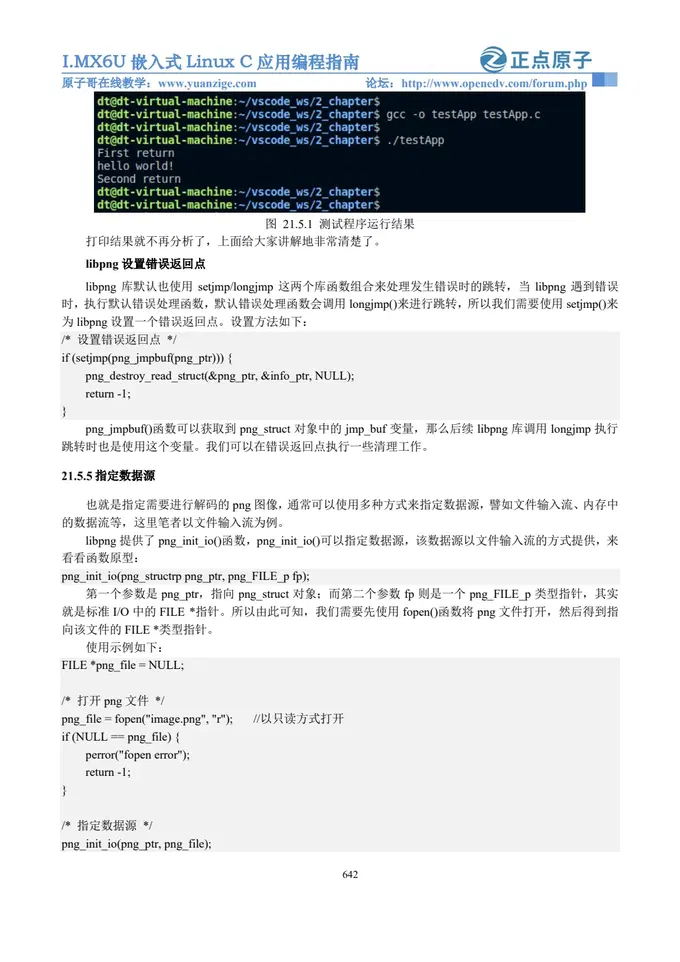 I.MX6U 嵌入式 Linux C 应用编程指南
正点原子
原子哥在线教学：www.yuanzige.com 论坛：http://www.openedv.com/forum.php
dt@dt-virtual-machine:~/vscode_ws/2_chapter$
dt@dt-virtual-machine:~/vscode_ws/2_chapter$ gcc -o testApp testApp.c
dt@dt-virtual-machine:~/vscode_ws/2_chapter$
dt@dt-virtual-machine:~/vscode_ws/2_chapter$ ./testApp
First return
hello world!
Second return
dt@dt-virtual-machine:~/vscode_ws/2_chapter$
dt@dt-virtual-machine:~/vscode_ws/2_chapter$
图 21.5.1 测试程序运行结果
打印结果就不再分析了，上面给大家讲解地非常清楚了。
libpng 设置错误返回点
libpng 库默认也使用 setjmp/longjmp 这两个库函数组合来处理发生错误时的跳转，当 libpng 遇到错误
时，执行默认错误处理函数，默认错误处理函数会调用 longjmp()来进行跳转，所以我们需要使用 setjmp()来
为 libpng 设置一个错误返回点。设置方法如下：
/* 设置错误返回点 */
if (setjmp(png_jmpbuf(png_ptr))) {
png_destroy_read_struct(&png_ptr, &info_ptr, NULL);
return -1;
}
png_jmpbuf()函数可以获取到 png_struct 对象中的 jmp_buf 变量，那么后续 libpng 库调用 longjmp 执行
跳转时也是使用这个变量。我们可以在错误返回点执行一些清理工作。
21.5.5 指定数据源
也就是指定需要进行解码的 png 图像，通常可以使用多种方式来指定数据源，譬如文件输入流、内存中
的数据流等，这里笔者以文件输入流为例。
libpng 提供了 png_init_io()函数，png_init_io()可以指定数据源，该数据源以文件输入流的方式提供，来
看看函数原型：
png_init_io(png_structrp png_ptr, png_FILE_p fp);
第一个参数是 png_ptr，指向 png_struct 对象；而第二个参数 fp 则是一个 png_FILE_p 类型指针，其实
就是标准 I/O 中的 FILE *指针。所以由此可知，我们需要先使用 fopen()函数将 png 文件打开，然后得到指
向该文件的 FILE *类型指针。
使用示例如下：
FILE *png_file = NULL;
/* 打开 png 文件 */
png_file = fopen("image.png", "r"); //以只读方式打开
if (NULL == png_file) {
perror("fopen error");
return -1;
}
/* 指定数据源 */
png_init_io(png_ptr, png_file);
642